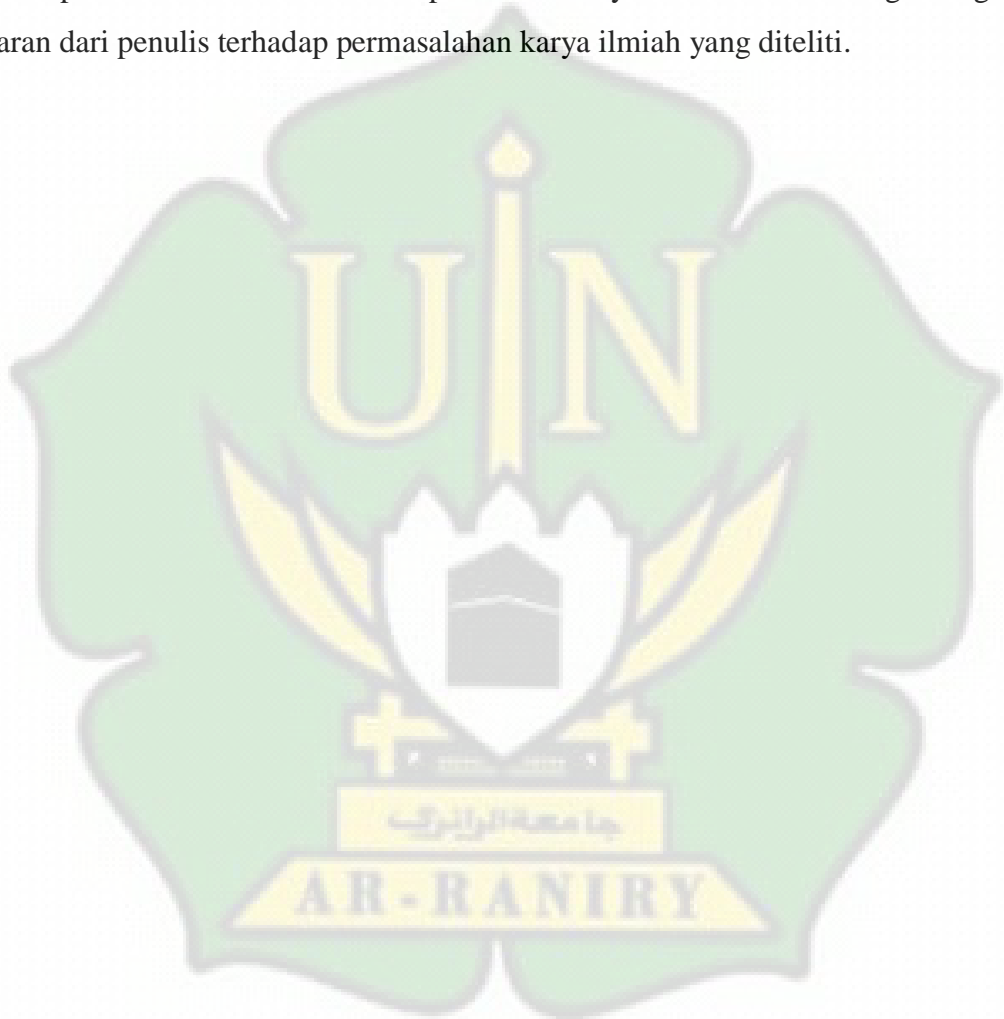 aran dari penulis terhadap permasalahan karya ilmiah yang diteliti.
UIN
جامعة الرانري
AR-RANIRY